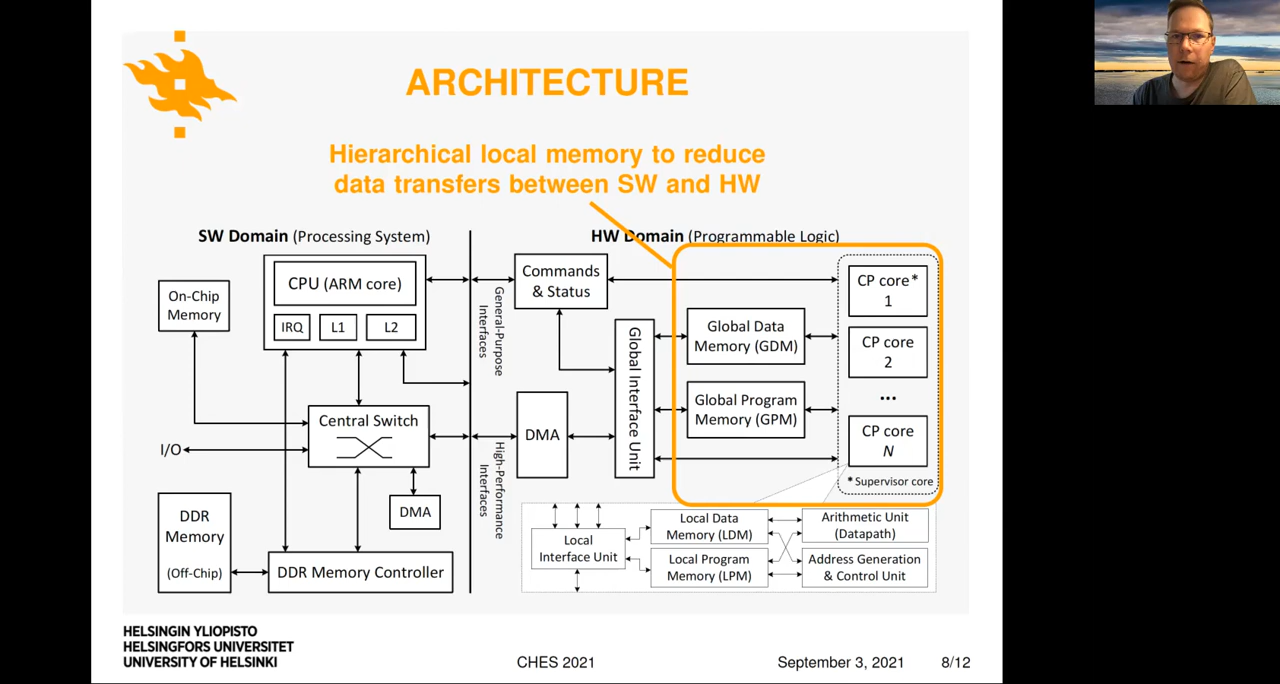 ARCHITECTURE
Hierarchical local memory to reduce
data transfers between SW and HW
SW Domain (Processing System)
HW Domain (Programmable Logic)
CPU (ARM core)
IRQ
L1
L2
On-Chip
Memory
Central Switch
I/O
DMA
DDR
Memory
(Off-Chip)
DDR Memory Controller
General-Purpose
Interfaces
High-Performance
Interfaces
Commands
& Status
DMA
Global Interface Unit
Global Data
Memory (GDM)
Global Program
Memory (GPM)
CP core*
1
CP core
2
...
CP core
N
*Supervisor core
Local
Interface Unit
Local Data
Memory (LDM)
Local Program
Memory (LPM)
Arithmetic Unit
(Datapath)
Address Generation
& Control Unit
HELSINGIN YLIOPISTO
HELSINGFORS UNIVERSITET
UNIVERSITY OF HELSINKI
CHES 2021
September 3, 2021
8/12